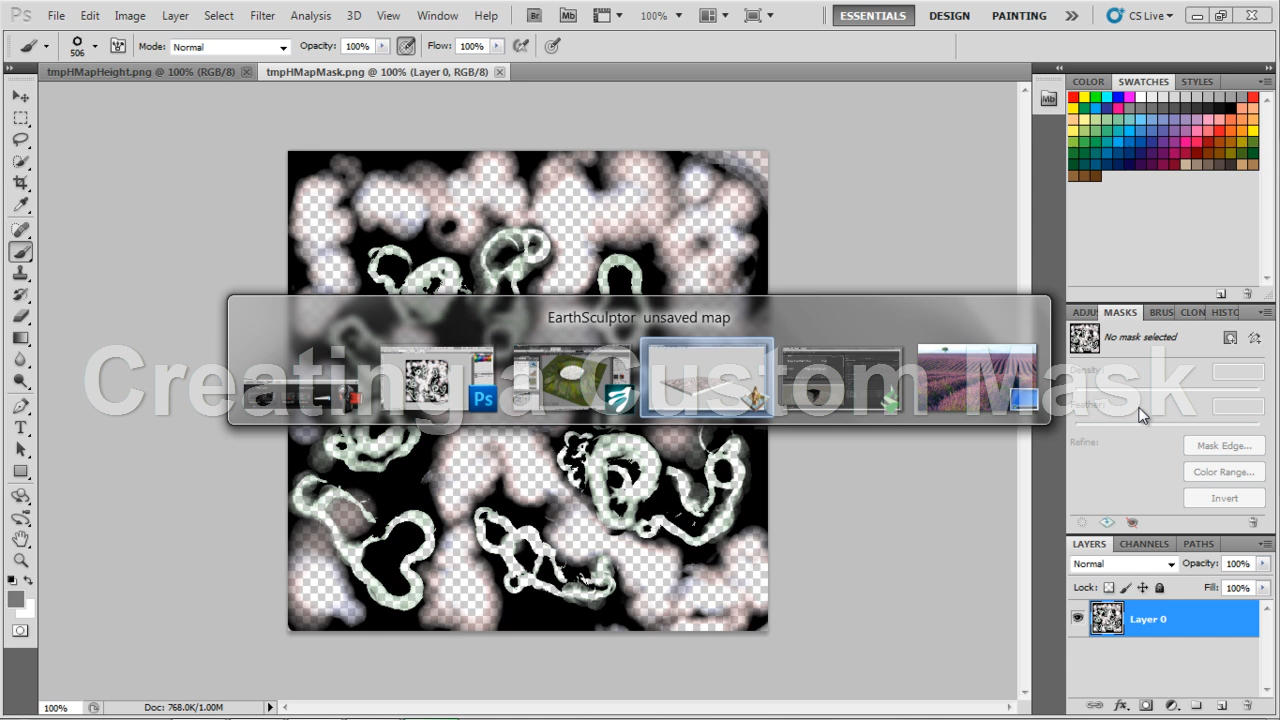 Ps File Edit Image Layer Select Filter Analysis 3D View Window Help Br Mb 100% ESSENTIALS DESIGN PAINTING CS Live
506 Mode: Normal Opacity: 100% Flow: 100%
tmpHMapHeight.png @ 100% (RGB/8) tmpHMapMask.png @ 100% (Layer 0, RGB/8)
COLOR SWATCHES STYLES
Mb
EarthSculptor unsaved map
ADJU MASKS BRUS CLON HISTO
No mask selected
Density:
Creating a Custom Mask
Ps
Feather:
Refine:
Mask Edge...
Color Range...
Invert
LAYERS CHANNELS PATHS
Normal Opacity: 100%
Lock: Fill: 100%
Layer 0
100% Doc: 768.0K/1.00M